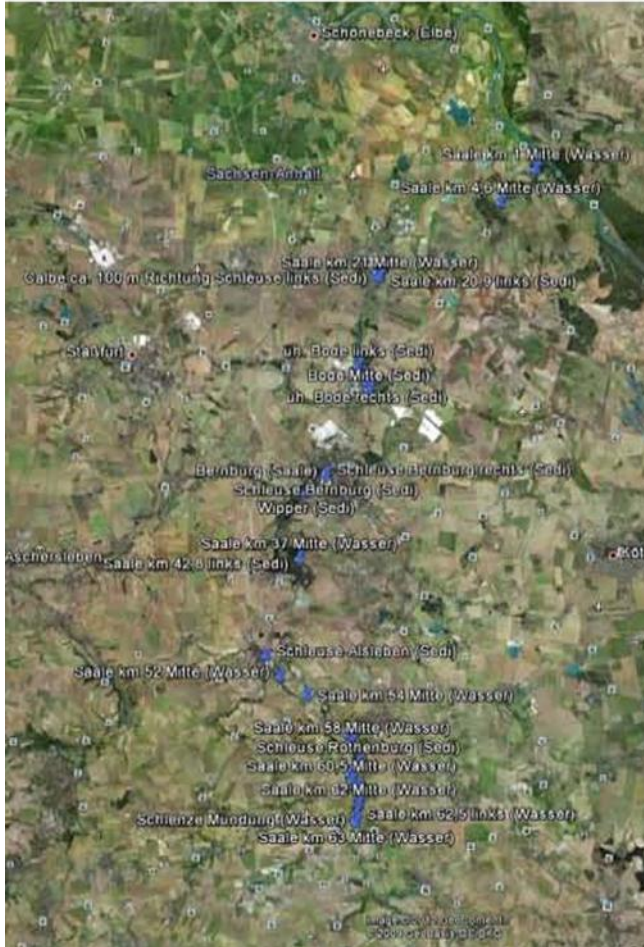 Schönebeck (Elbe)
Saale km 1 Mitte (Wasser)
Sachsen-Anhalt
Saale km 4,6 Mitte (Wasser)
Saale km 21 Mitte (Wasser)
Calbe ca. 100 m Richtung Schleuse links (Sedi)
Saale km 20,9 links (Sedi)
Staßfurt
uh. Bode links (Sedi)
Bode Mitte (Sedi)
uh. Bode rechts (Sedi)
Bernburg (Saale)
Schleuse Bernburg rechts (Sedi)
Schleuse Bernburg (Sedi)
Wipper (Sedi)
Saale km 37 Mitte (Wasser)
Aschersleben
Saale km 42,8 links (Sedi)
Köt
Schleuse Alsleben (Sedi)
Saale km 52 Mitte (Wasser)
Saale km 54 Mitte (Wasser)
Saale km 58 Mitte (Wasser)
Schleuse Rothenburg (Sedi)
Saale km 60,5 Mitte (Wasser)
Saale km 62 Mitte (Wasser)
Saale km 62,5 links (Wasser)
Schlenze Mündung (Wasser)
Saale km 63 Mitte (Wasser)